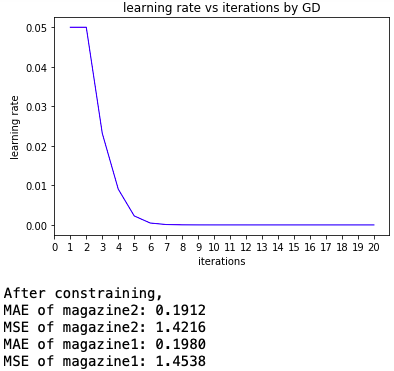 learning rate vs iterations by GD
0.05
0.04
0.03
0.02
0.01
0.00
learning rate
0 1 2 3 4 5 6 7 8 9 10 11 12 13 14 15 16 17 18 19 20
iterations
After constraining,
MAE of magazine2: 0.1912
MSE of magazine2: 1.4216
MAE of magazine1: 0.1980
MSE of magazine1: 1.4538